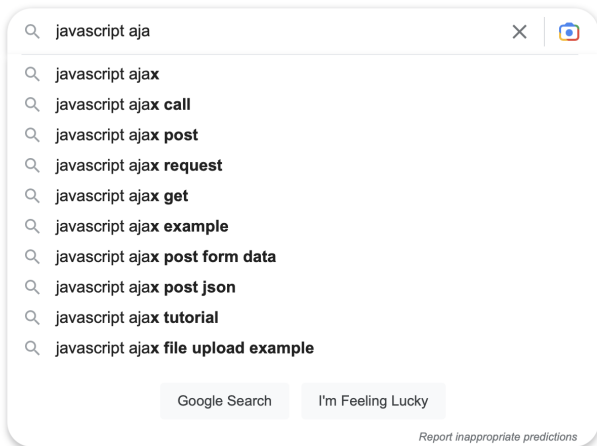 javascript aja
javascript ajax
javascript ajax call
javascript ajax post
javascript ajax request
javascript ajax get
javascript ajax example
javascript ajax post form data
javascript ajax post json
javascript ajax tutorial
javascript ajax file upload example
Google Search I'm Feeling Lucky
Report inappropriate predictions